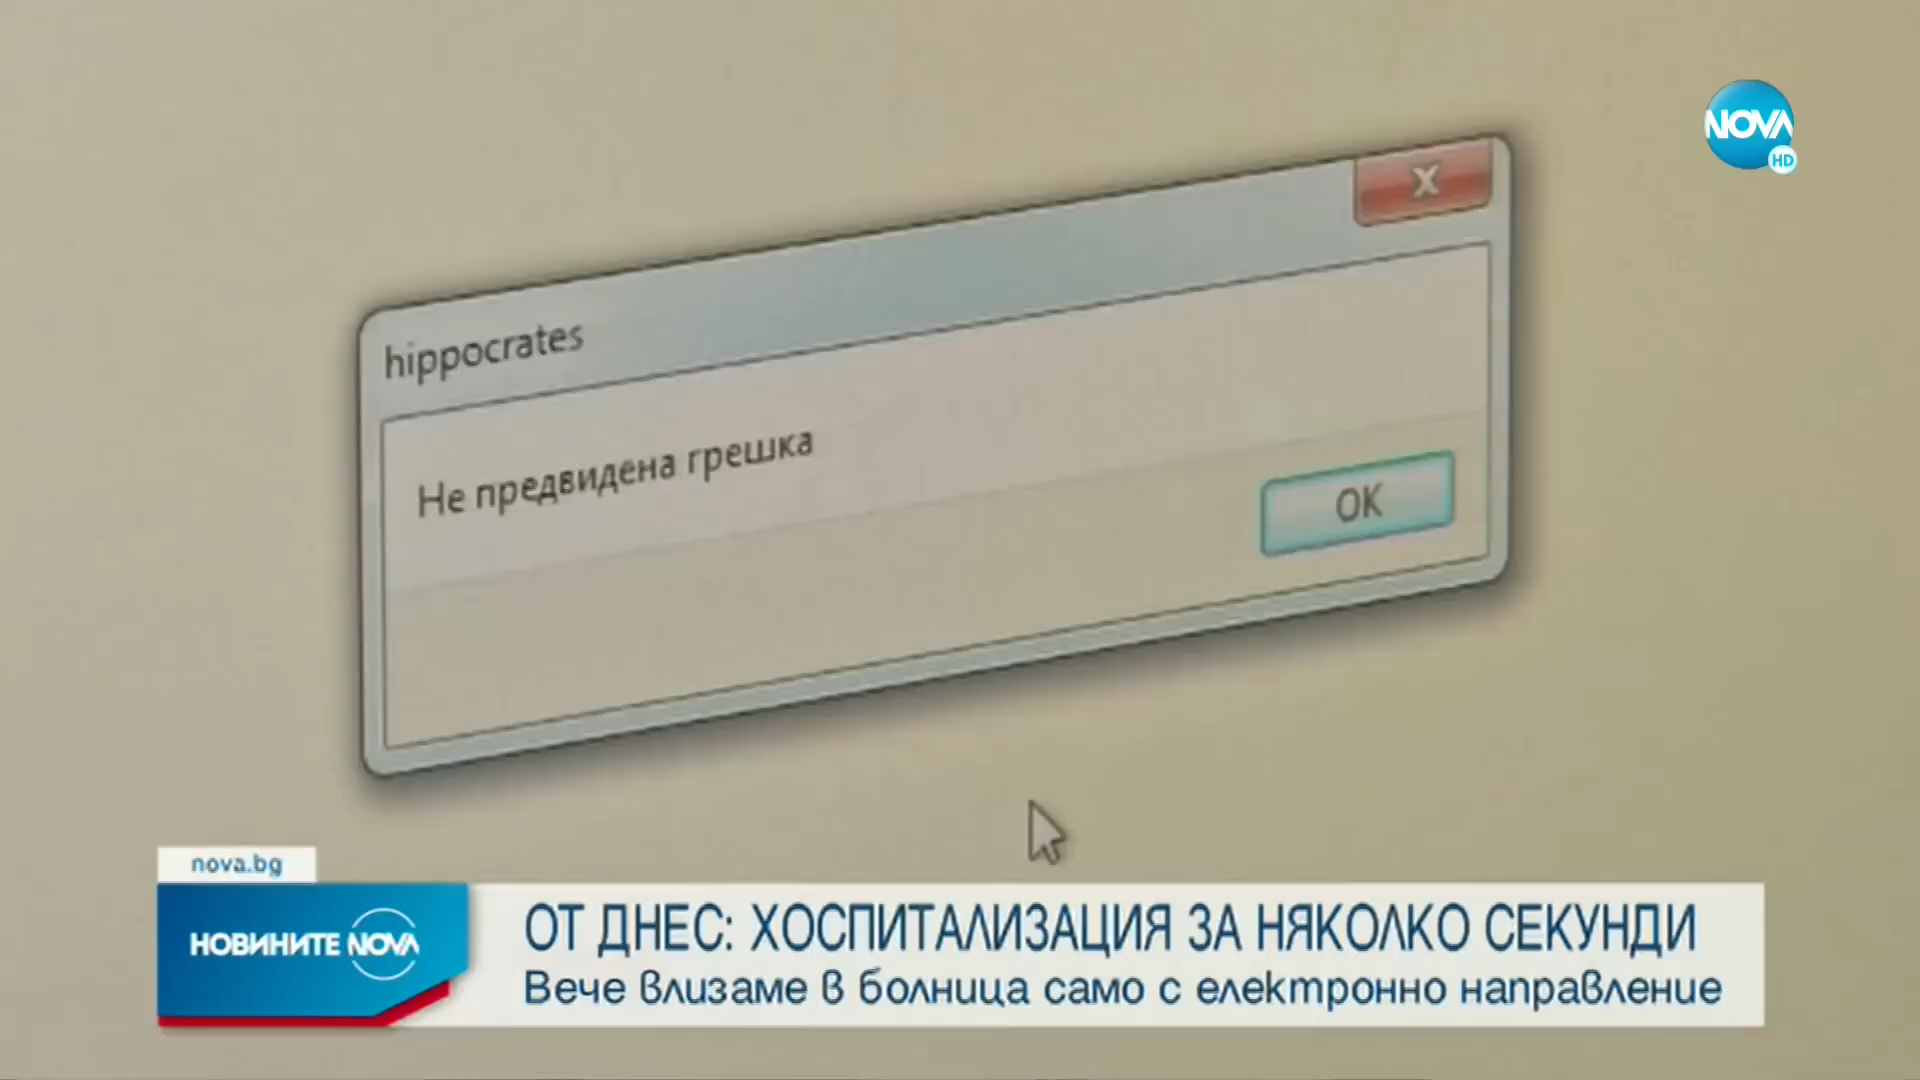 NOVA
HD
X
hippocrates
Не предвидена грешка
OK
nova.bg
НОВИНИТЕ NOVA
ОТ ДНЕС: ХОСПИТАЛИЗАЦИЯ ЗА НЯКОЛКО СЕКУНДИ
Вече влизаме в болница само с електронно направление